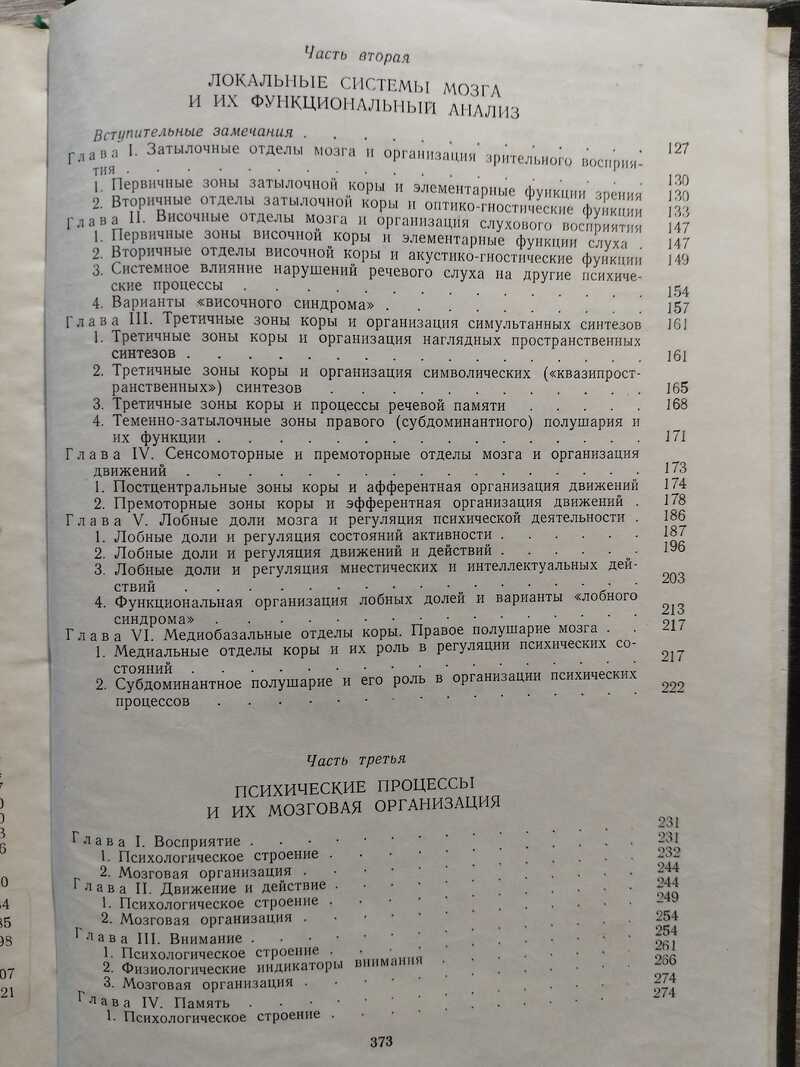 Часть вторая
ЛОКАЛЬНЫЕ СИСТЕМЫ МОЗГА
И ИХ ФУНКЦИОНАЛЬНЫЙ АНАЛИЗ
Вступительные замечания . . . . . . . . . . . . 127
Глава I. Затылочные отделы мозга и организация зрительного восприя-
тия . . . . . . . . . . . . . . . . . 130
1. Первичные зоны затылочной коры и элементарные функции зрения 130
2. Вторичные отделы затылочной коры и оптико-гностические функции 133
Глава II. Височные отделы мозга и организация слухового восприятия 147
1. Первичные зоны височной коры и элементарные функции слуха . 147
2. Вторичные отделы височной коры и акустико-гностические функции 149
3. Системное влияние нарушений речевого слуха на другие психиче-
ские процессы . . . . . . . . . . . . . 154
4. Варианты «височного синдрома» . . . . . . . . . 157
Глава III. Третичные зоны коры и организация симультанных синтезов 161
1. Третичные зоны коры и организация наглядных пространственных
синтезов . . . . . . . . . . . . . . . 161
2. Третичные зоны коры и организация символических («квазипрост-
ранственных») синтезов . . . . . . . . . . . 165
3. Третичные зоны коры и процессы речевой памяти . . . . . 168
4. Теменно-затылочные зоны правого (субдоминантного) полушария и
их функции . . . . . . . . . . . . . . 171
Глава IV. Сенсомоторные и премоторные отделы мозга и организация
движений . . . . . . . . . . . . . . . 173
1. Постцентральные зоны коры и афферентная организация движений 174
2. Премоторные зоны коры и эфферентная организация движений . 178
Глава V. Лобные доли мозга и регуляция психической деятельности . 186
1. Лобные доли и регуляция состояний активности . . . . . 187
2. Лобные доли и регуляция движений и действий . . . . . 196
3. Лобные доли и регуляция мнестических и интеллектуальных дей-
ствий . . . . . . . . . . . . . . . . 203
4. Функциональная организация лобных долей и варианты «лобного
синдрома» . . . . . . . . . . . . . . . 213
Глава VI. Медиобазальные отделы коры. Правое полушарие мозга . . 217
1. Медиальные отделы коры и их роль в регуляции психических со-
стояний . . . . . . . . . . . . . . . 217
2. Субдоминантное полушарие и его роль в организации психических
процессов . . . . . . . . . . . . . . . 222
Часть третья
ПСИХИЧЕСКИЕ ПРОЦЕССЫ
И ИХ МОЗГОВАЯ ОРГАНИЗАЦИЯ
Глава I. Восприятие . . . . . . . . . . . . . . 231
1. Психологическое строение . . . . . . . . . . . 231
2. Мозговая организация . . . . . . . . . . . . 232
Глава II. Движение и действие . . . . . . . . . . . 244
1. Психологическое строение . . . . . . . . . . . 244
2. Мозговая организация . . . . . . . . . . . . 249
Глава III. Внимание . . . . . . . . . . . . . . 254
1. Психологическое строение . . . . . . . . . . . 254
2. Физиологические индикаторы внимания . . . . . . . . 261
3. Мозговая организация . . . . . . . . . . . . 266
Глава IV. Память . . . . . . . . . . . . . . . 274
1. Психологическое строение . . . . . . . . . . . 274
373